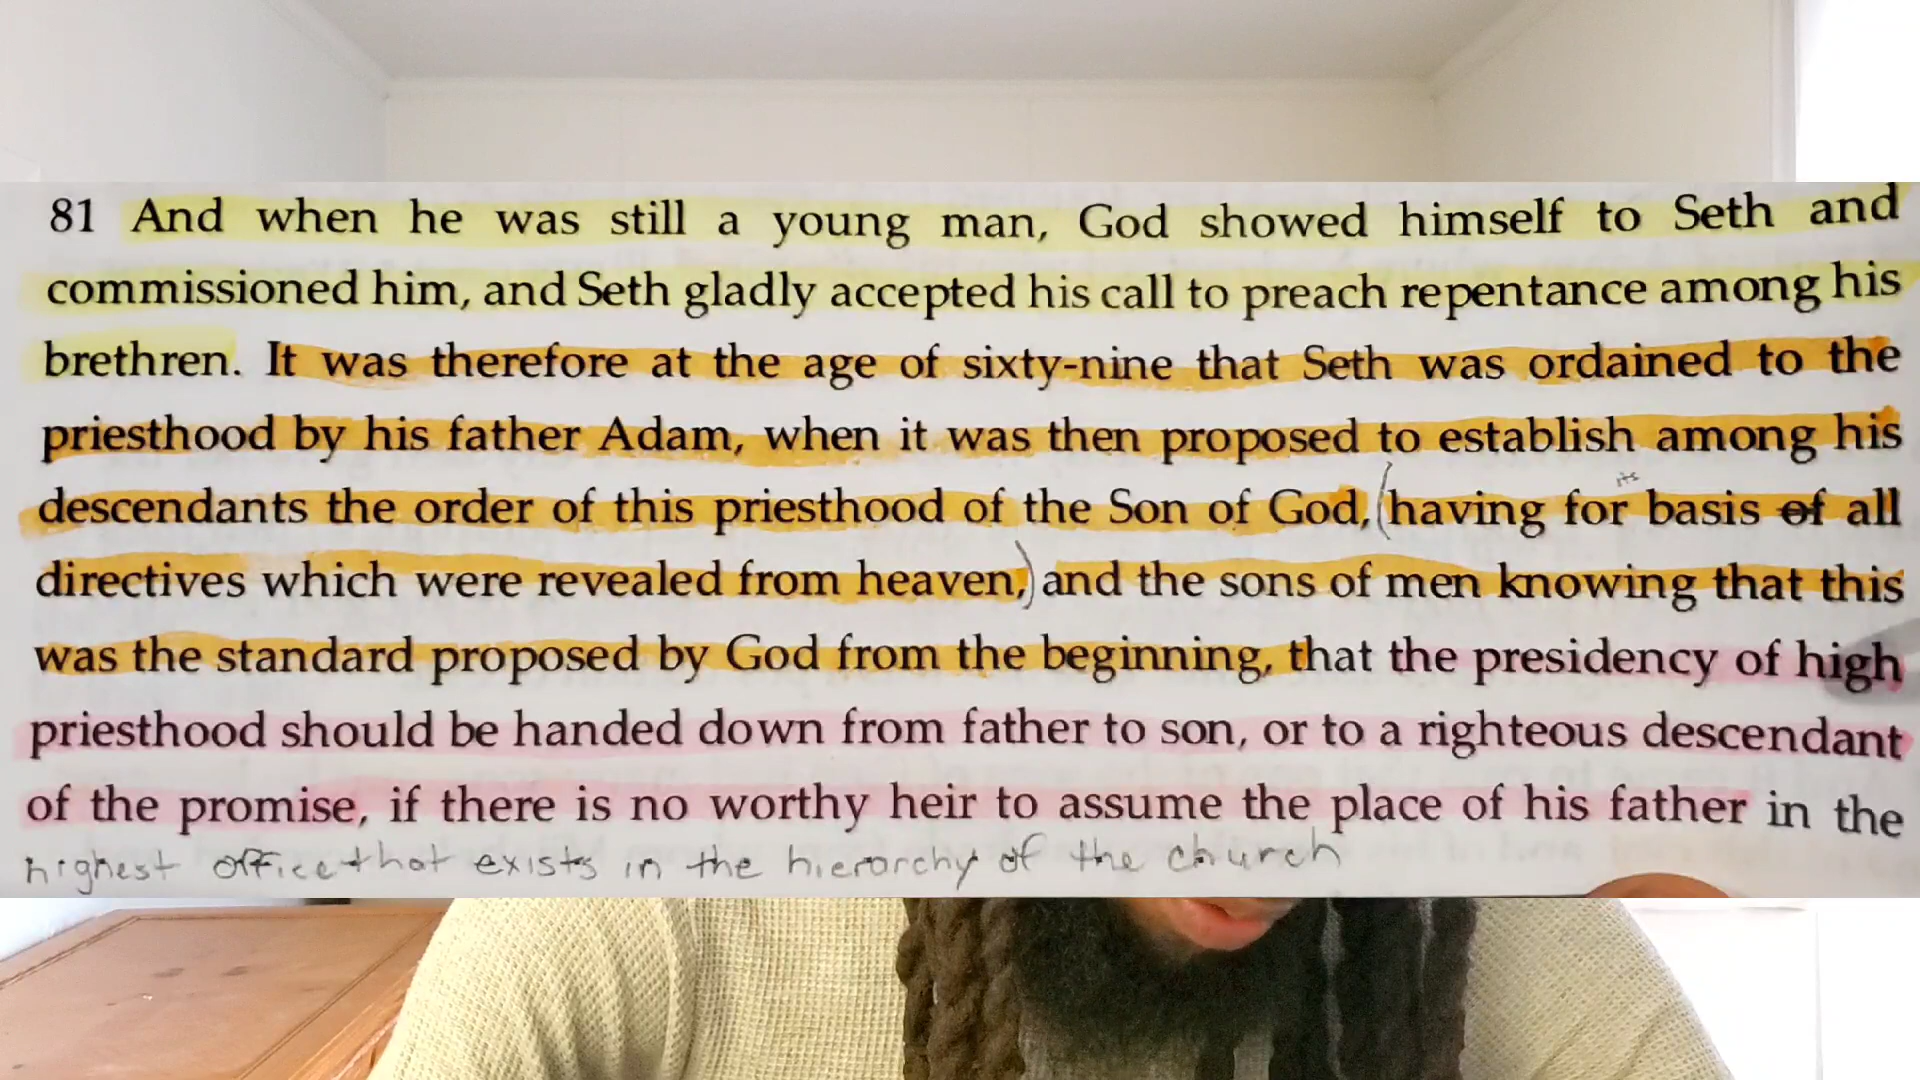 81 And when he was still a young man, God showed himself to Seth and
commissioned him, and Seth gladly accepted his call to preach repentance among his
brethren. It was therefore at the age of sixty-nine that Seth was ordained to the
priesthood by his father Adam, when it was then proposed to establish among his
its
descendants the order of this priesthood of the Son of God, (having for basis of all
directives which were revealed from heaven,) and the sons of men knowing that this
was the standard proposed by God from the beginning, that the presidency of high
priesthood should be handed down from father to son, or to a righteous descendant
of the promise, if there is no worthy heir to assume the place of his father in the
highest office that exists in the hierarchy of the church